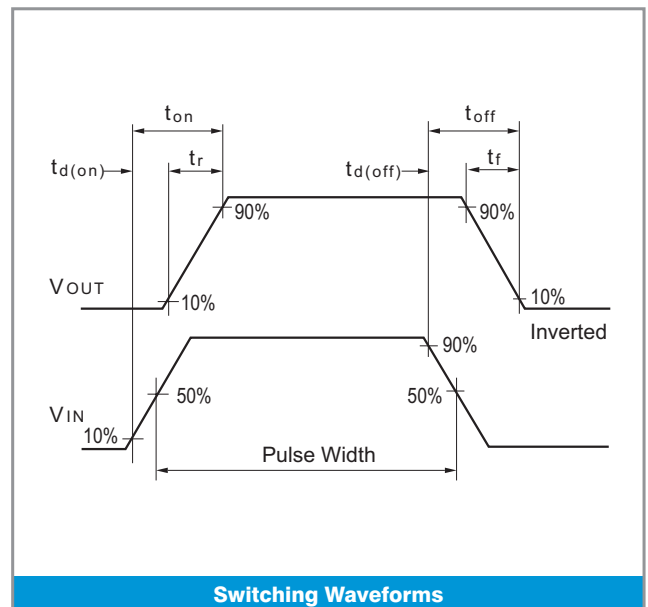 ton
toff
td(on)
tr
td(off)
tf
90%
90%
VOUT
10%
10%
Inverted
90%
50%
50%
VIN
10%
Pulse Width
Switching Waveforms